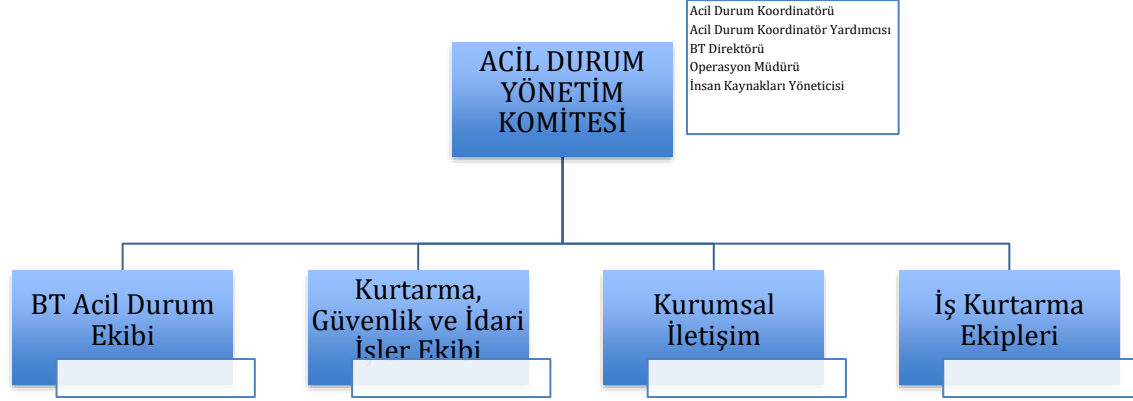 Acil Durum Koordinatörü
Acil Durum Koordinatör Yardımcısı
BT Direktörü
Operasyon Müdürü
İnsan Kaynakları Yöneticisi
ACİL DURUM
YÖNETİM
KOMİTESİ
BT Acil Durum
Ekibi
Kurtarma,
Güvenlik ve İdari
İşler Ekibi
Kurumsal
İletişim
İş Kurtarma
Ekipleri